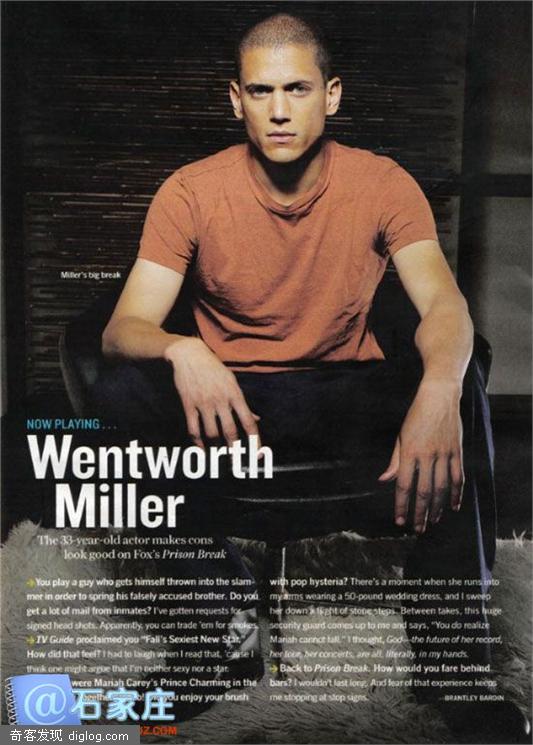 Miller's big break
NOW PLAYING . . .
Wentworth
Miller
The 33-year-old actor makes cons
look good on Fox's Prison Break
You play a guy who gets himself thrown into the slam-
mer in order to spring his falsely accused brother. Do you
get a lot of mail from inmates? I've gotten requests for
signed head shots. Apparently, you can trade 'em for smokes.
TV Guide proclaimed you "Fall's Sexiest New Star."
How did that feel? I had to laugh when I read that, 'cause I
think one might argue that I'm neither sexy nor a star.
were Mariah Carey's Prince Charming in the
you enjoy your brush
with pop hysteria? There's a moment when she runs into
my arms wearing a 50-pound wedding dress, and I sweep
her down a flight of stone steps. Between takes, this huge
security guard comes up to me and says, "You do realize
Mariah cannot fall." I thought, God—the future of her record,
her tour, her concerts, are all, literally, in my hands.
Back to Prison Break. How would you fare behind
bars? I wouldn't last long. And fear of that experience keeps
me stopping at stop signs.
—BRANTLEY BARDIN
@石家庄
OZ.COM
奇客发现 diglog.com